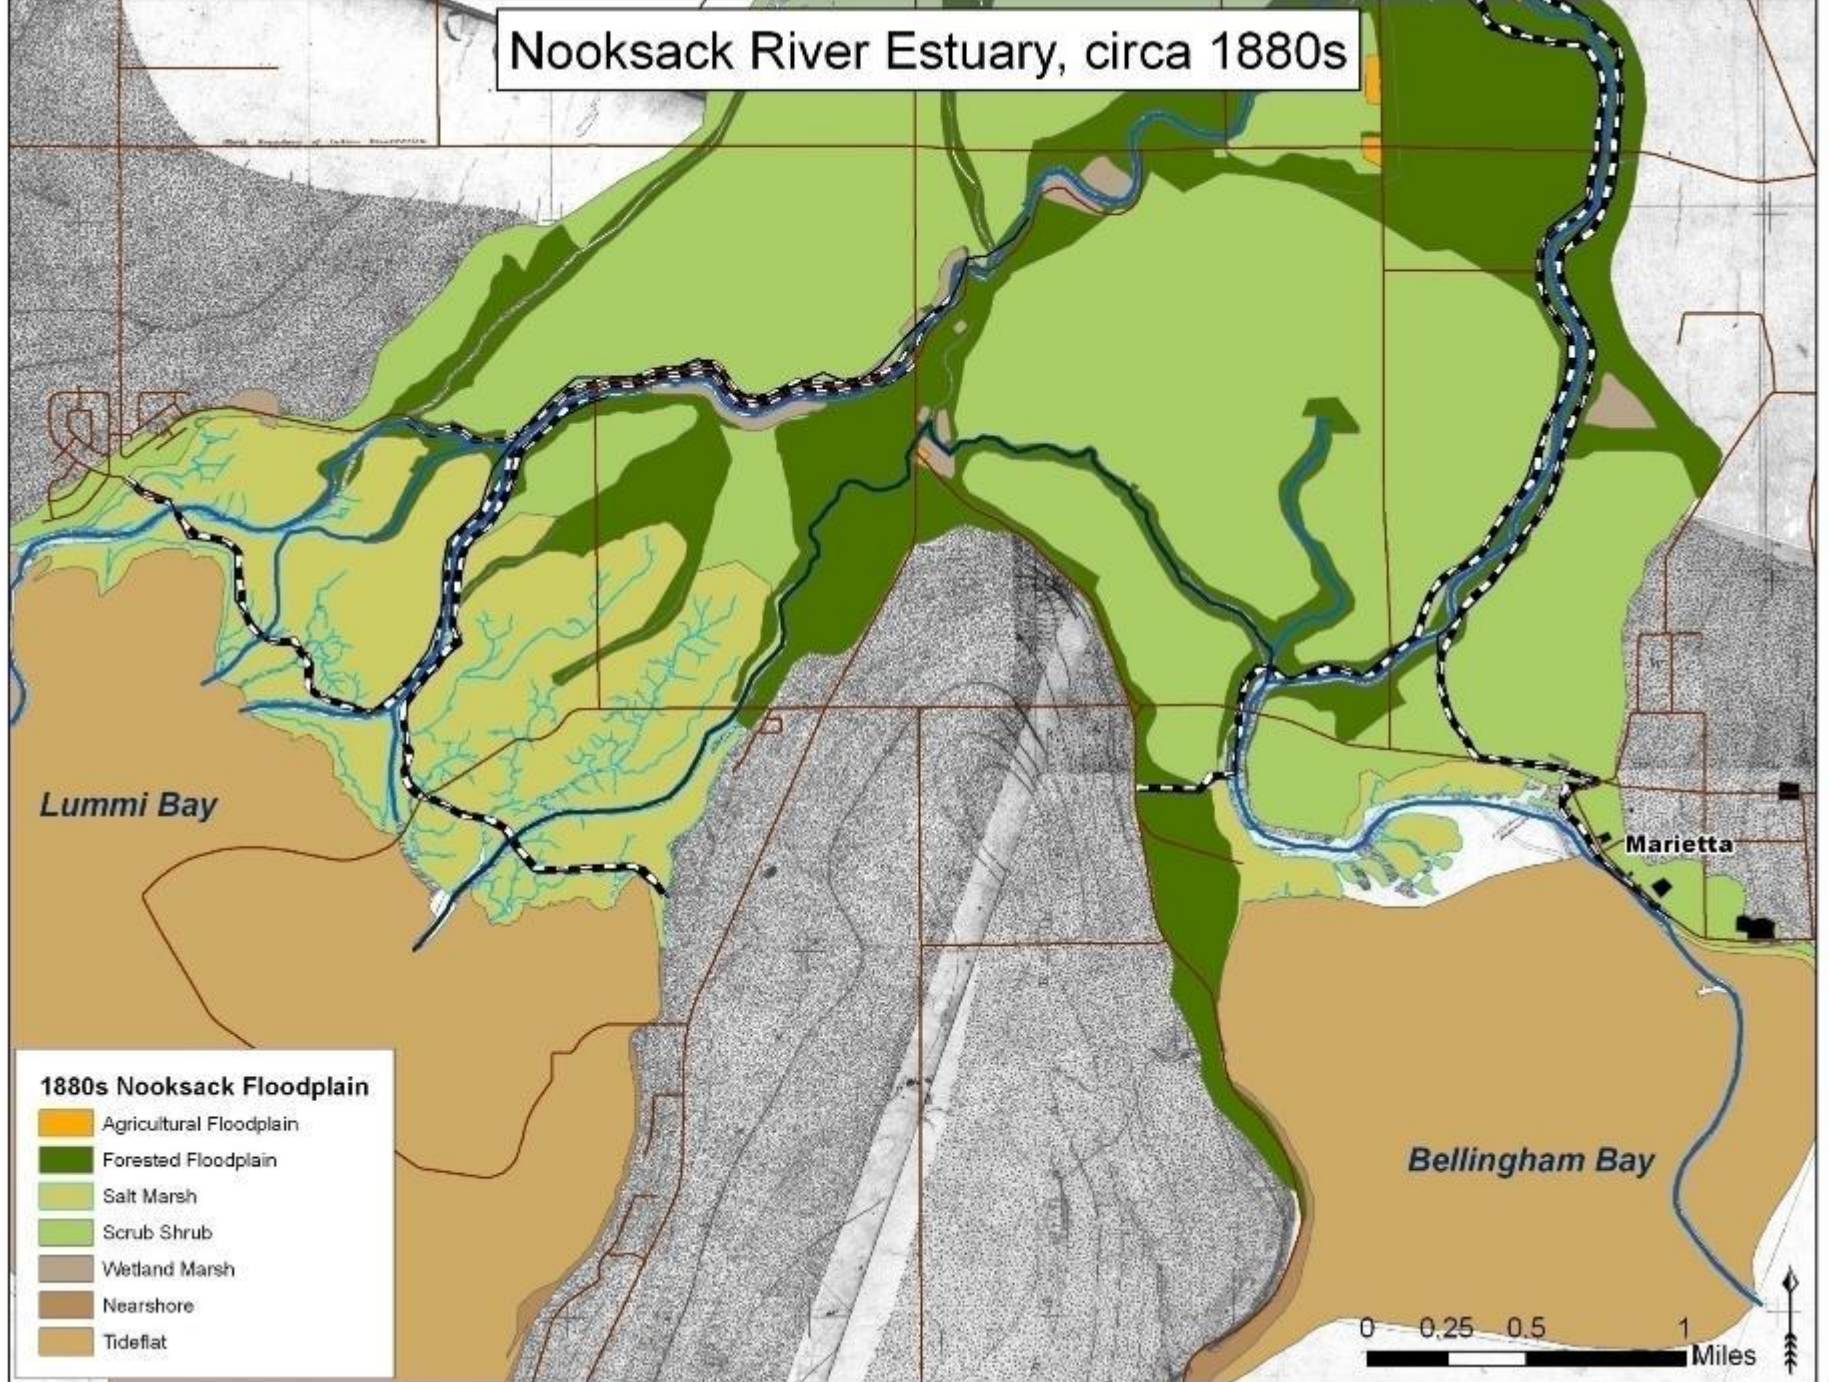 Nooksack River Estuary, circa 1880s
Lummi Bay
Marietta
1880s Nooksack Floodplain
Agricultural Floodplain
Forested Floodplain
Salt Marsh
Scrub Shrub
Wetland Marsh
Nearshore
Tideflat
Bellingham Bay
0 0.25 0.5 1
Miles